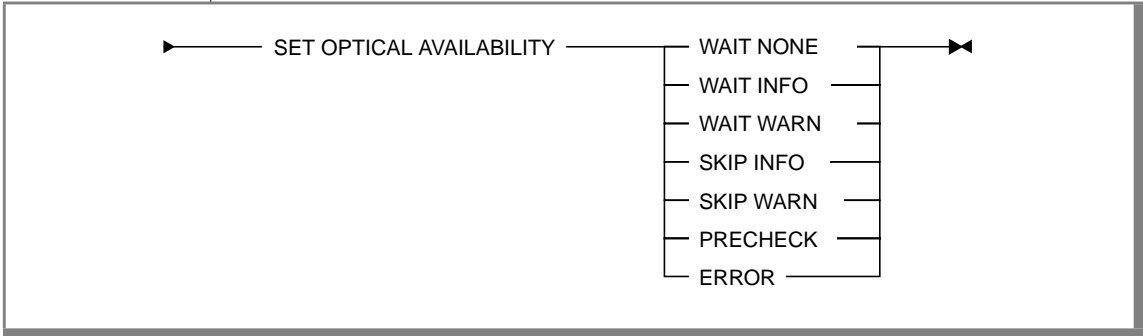 SET OPTICAL AVAILABILITY
WAIT NONE
WAIT INFO
WAIT WARN
SKIP INFO
SKIP WARN
PRECHECK
ERROR